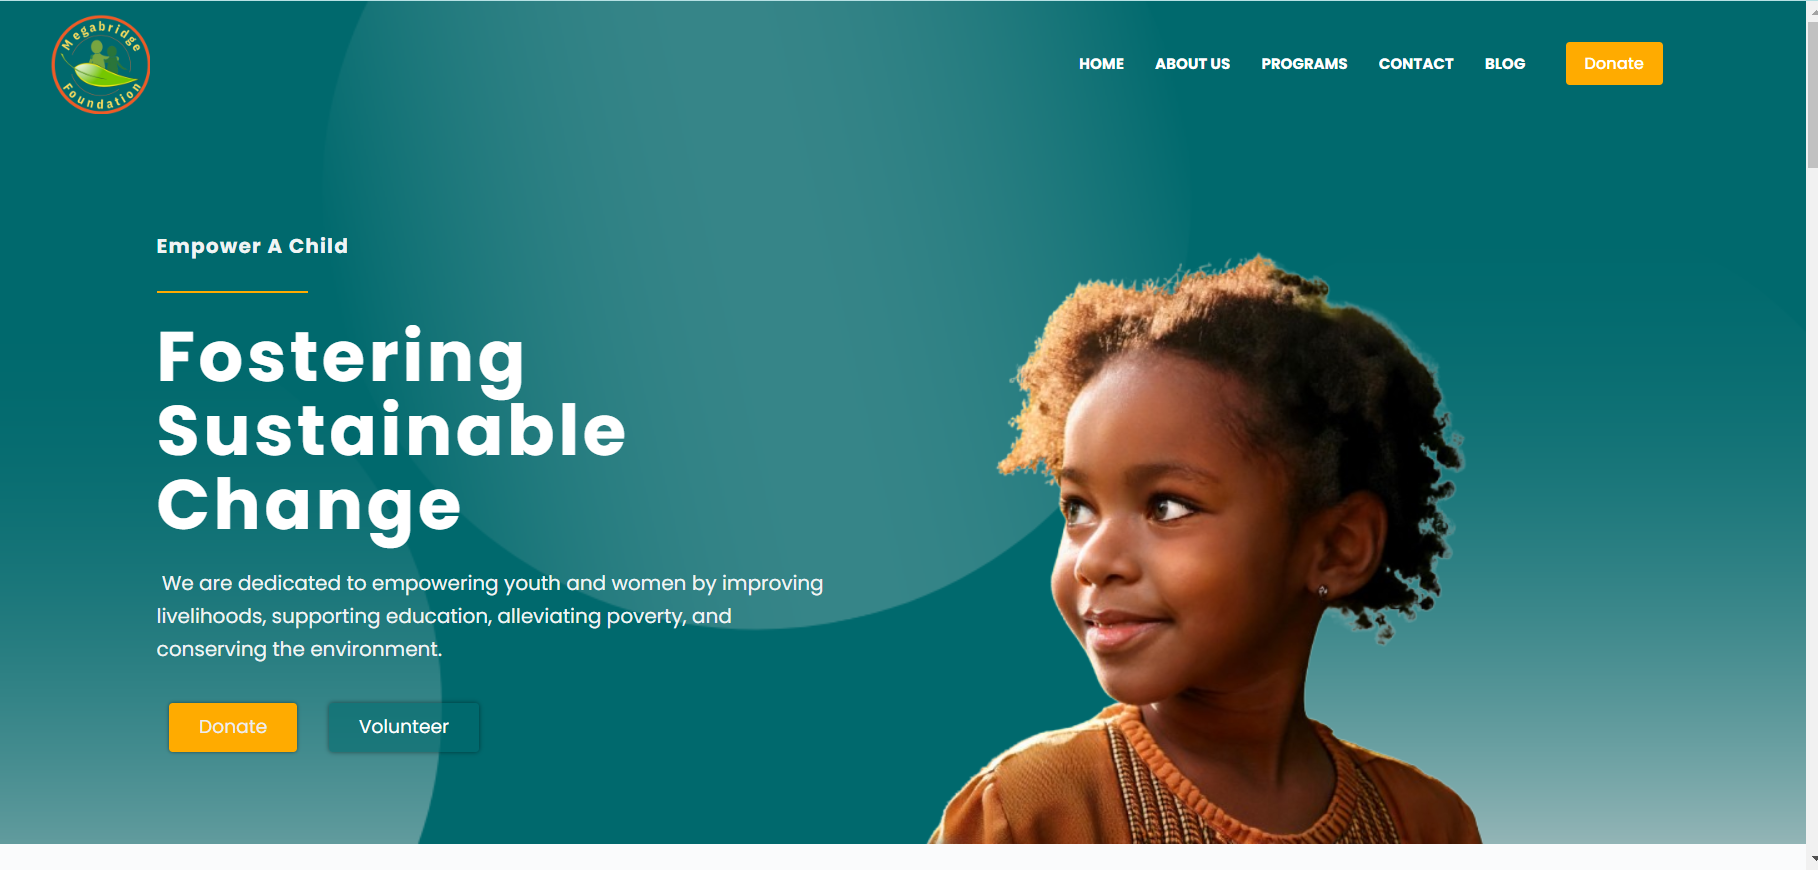 Megabridge
Foundation
HOME
ABOUT US
PROGRAMS
CONTACT
BLOG
Donate
Empower A Child
Fostering
Sustainable
Change
We are dedicated to empowering youth and women by improving
livelihoods, supporting education, alleviating poverty, and
conserving the environment.
Donate
Volunteer